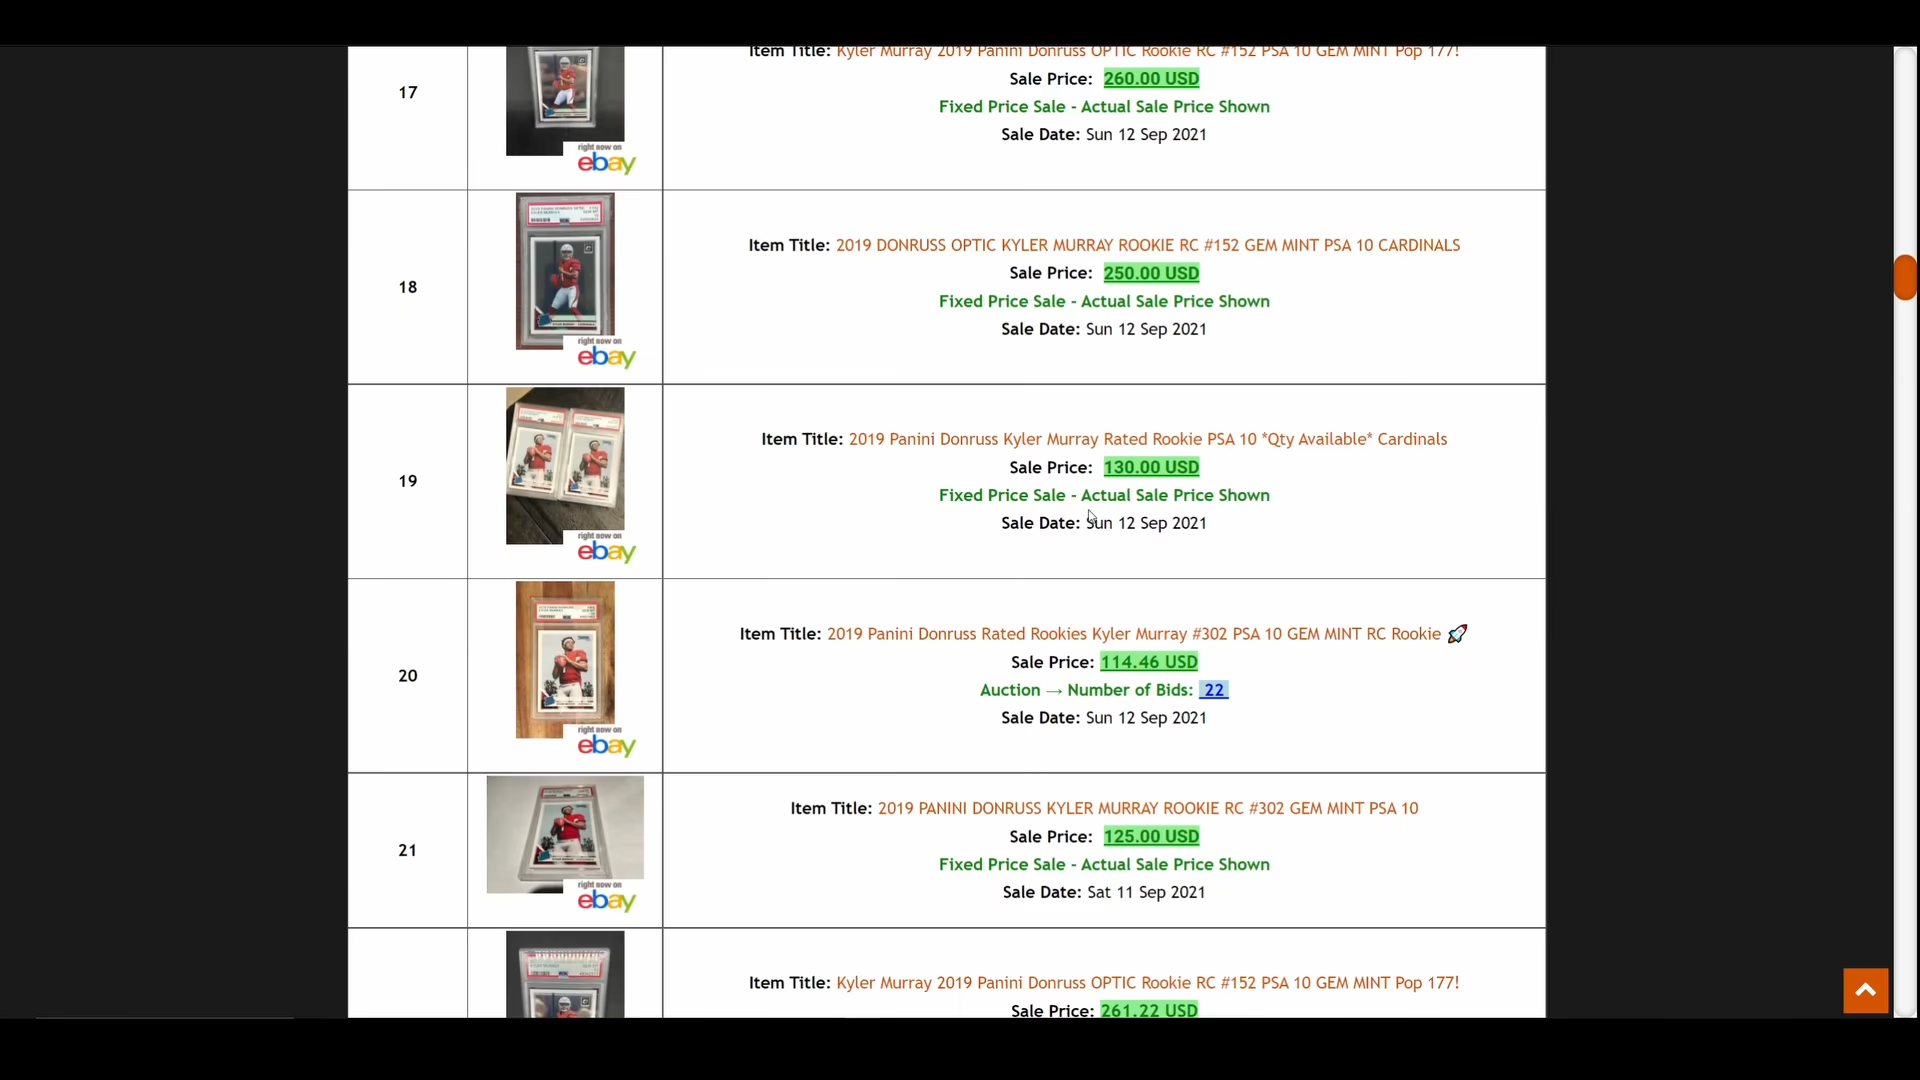 Item Title: Kyler Murray 2019 Panini Donruss OPTIC Rookie RC #152 PSA 10 GEM MINT Pop 177!
17
Sale Price: 260.00 USD
Fixed Price Sale - Actual Sale Price Shown
Sale Date: Sun 12 Sep 2021
right now on
ebay
18
Item Title: 2019 DONRUSS OPTIC KYLER MURRAY ROOKIE RC #152 GEM MINT PSA 10 CARDINALS
Sale Price: 250.00 USD
Fixed Price Sale - Actual Sale Price Shown
Sale Date: Sun 12 Sep 2021
right now on
ebay
19
Item Title: 2019 Panini Donruss Kyler Murray Rated Rookie PSA 10 *Qty Available* Cardinals
Sale Price: 130.00 USD
Fixed Price Sale - Actual Sale Price Shown
Sale Date: Sun 12 Sep 2021
right now on
ebay
20
Item Title: 2019 Panini Donruss Rated Rookies Kyler Murray #302 PSA 10 GEM MINT RC Rookie 🚀
Sale Price: 114.46 USD
Auction → Number of Bids: 22
Sale Date: Sun 12 Sep 2021
right now on
ebay
21
Item Title: 2019 PANINI DONRUSS KYLER MURRAY ROOKIE RC #302 GEM MINT PSA 10
Sale Price: 125.00 USD
Fixed Price Sale - Actual Sale Price Shown
Sale Date: Sat 11 Sep 2021
right now on
ebay
Item Title: Kyler Murray 2019 Panini Donruss OPTIC Rookie RC #152 PSA 10 GEM MINT Pop 177!
Sale Price: 261.22 USD